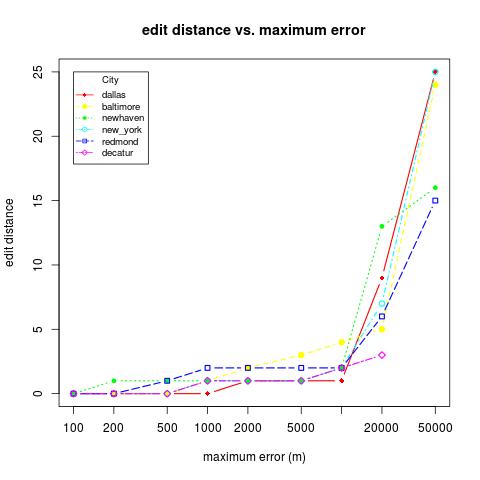 edit distance vs. maximum error
edit distance
25
20
15
10
5
0
City
dallas
baltimore
newhaven
new_york
redmond
decatur
100 200 500 1000 2000 5000 20000 50000
maximum error (m)